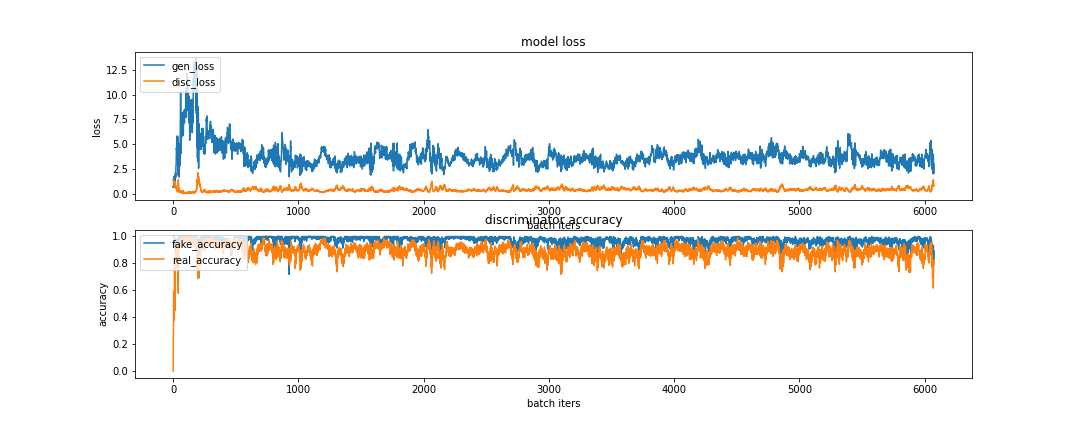 model loss
12.5
10.0
7.5
5.0
2.5
0.0
loss
gen_loss
disc_loss
0 1000 2000 3000 4000 5000 6000
batch iters
discriminator accuracy
1.0
0.8
0.6
0.4
0.2
0.0
accuracy
fake_accuracy
real_accuracy
0 1000 2000 3000 4000 5000 6000
batch iters